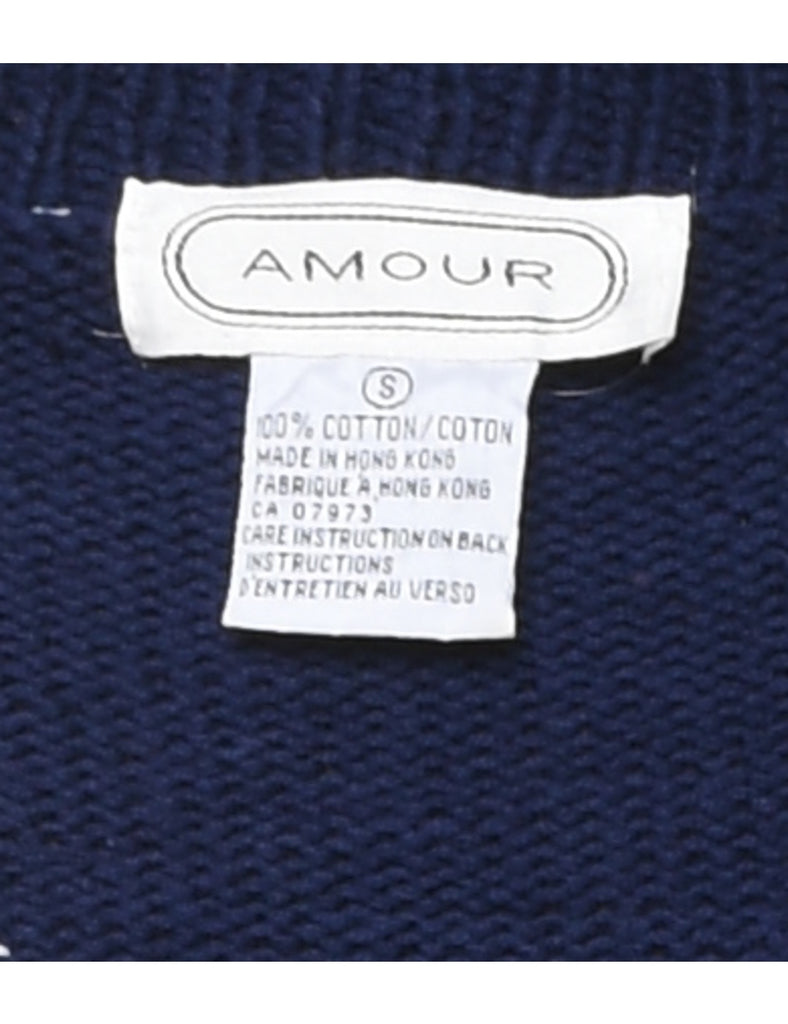 AMOUR
S
100% COTTON/COTON
MADE IN HONG KONG
FABRIQUE À HONG KONG
CA 07973
CARE INSTRUCTION ON BACK
INSTRUCTIONS
D'ENTRETIEN AU VERSO